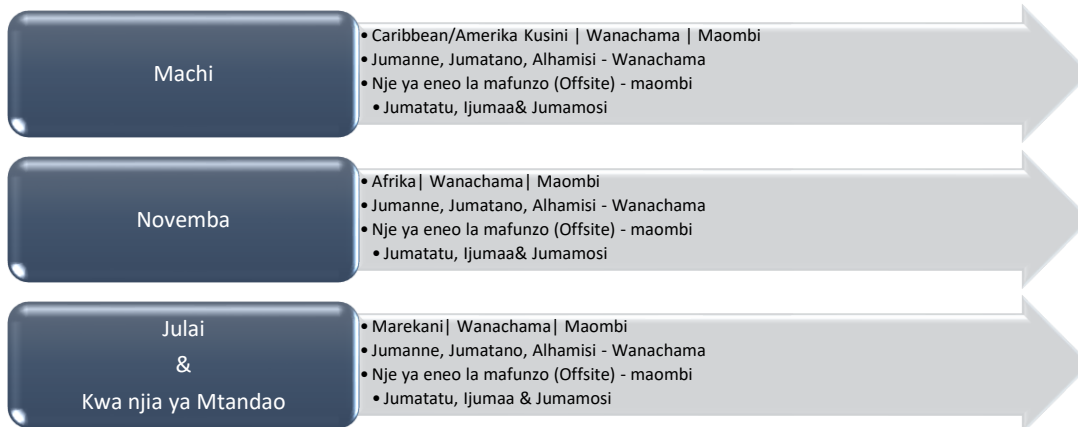 Machi
• Caribbean/Amerika Kusini | Wanachama | Maombi
• Jumanne, Jumatano, Alhamisi - Wanachama
• Nje ya eneo la mafunzo (Offsite) - maombi
• Jumatatu, Ijumaa& Jumamosi
Novemba
• Afrika| Wanachama| Maombi
• Jumanne, Jumatano, Alhamisi - Wanachama
• Nje ya eneo la mafunzo (Offsite) - maombi
• Jumatatu, Ijumaa& Jumamosi
Julai
&
Kwa njia ya Mtandao
• Marekani| Wanachama| Maombi
• Jumanne, Jumatano, Alhamisi - Wanachama
• Nje ya eneo la mafunzo (Offsite) - maombi
• Jumatatu, Ijumaa & Jumamosi